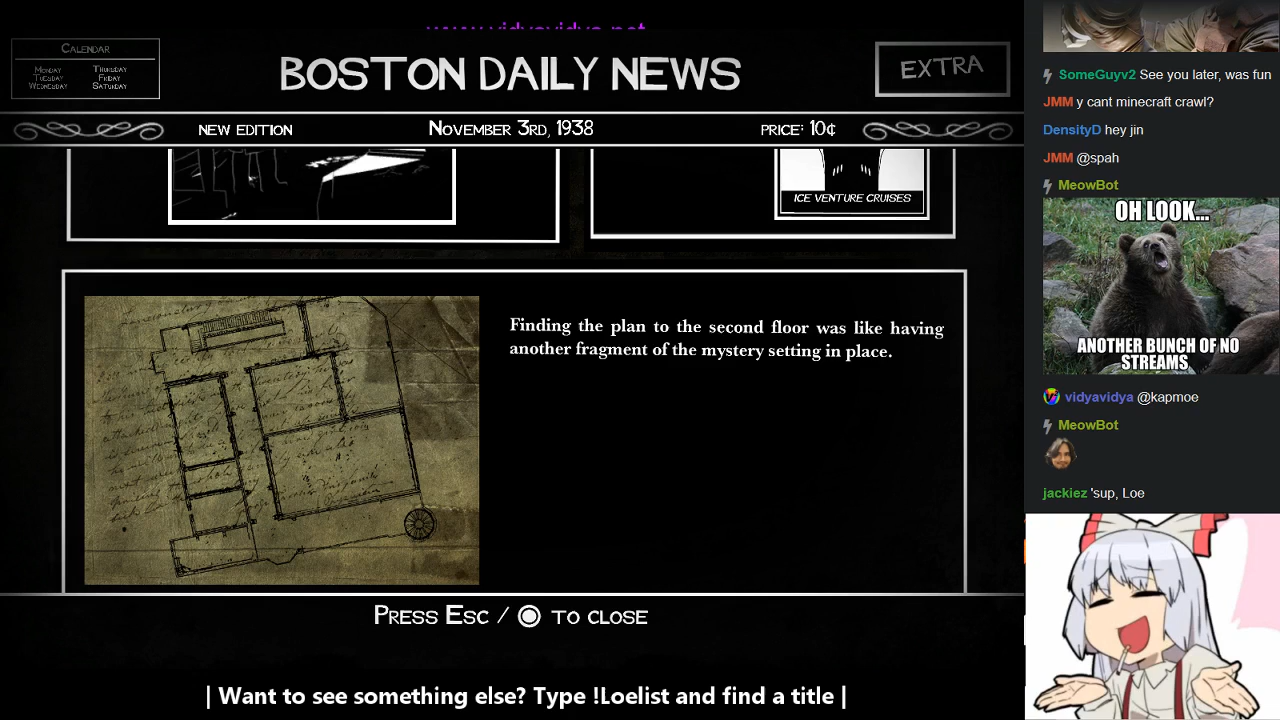 www.vidyavidya.net
CALENDAR
MONDAY THURSDAY
TUESDAY FRIDAY
WEDNESDAY SATURDAY
BOSTON DAILY NEWS
EXTRA
NEW EDITION
NOVEMBER 3RD, 1938
PRICE: 10¢
ICE VENTURE CRUISES
Finding the plan to the second floor was like having
another fragment of the mystery setting in place.
PRESS ESC / TO CLOSE
| Want to see something else? Type !Loelist and find a title |
SomeGuyv2 See you later, was fun
JMM y cant minecraft crawl?
DensityD hey jin
JMM @spah
MeowBot
OH LOOK...
ANOTHER BUNCH OF NO
STREAMS
vidyavidya @kapmoe
MeowBot
jackiez 'sup, Loe